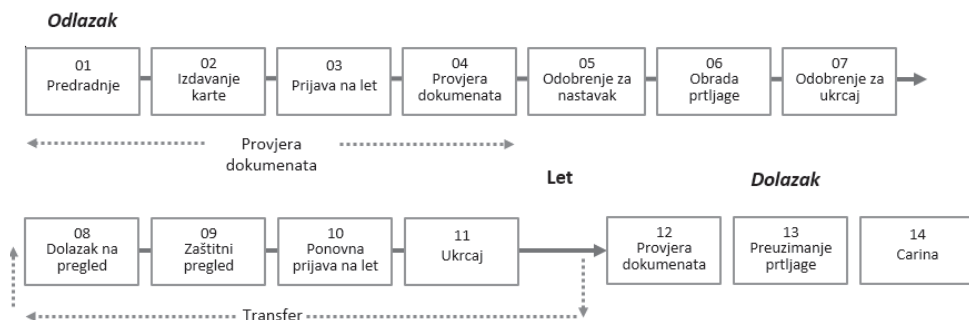 Odlazak
01
Predradnje
02
Izdavanje
karte
03
Prijava na let
04
Provjera
dokumenata
05
Odobrenje za
nastavak
06
Obrada
prtljage
07
Odobrenje za
ukrcaj
Provjera
dokumenata
Let
Dolazak
08
Dolazak na
pregled
09
Zaštitni
pregled
10
Ponovna
prijava na let
11
Ukrcaj
12
Provjera
dokumenata
13
Preuzimanje
prtljage
14
Carina
Transfer